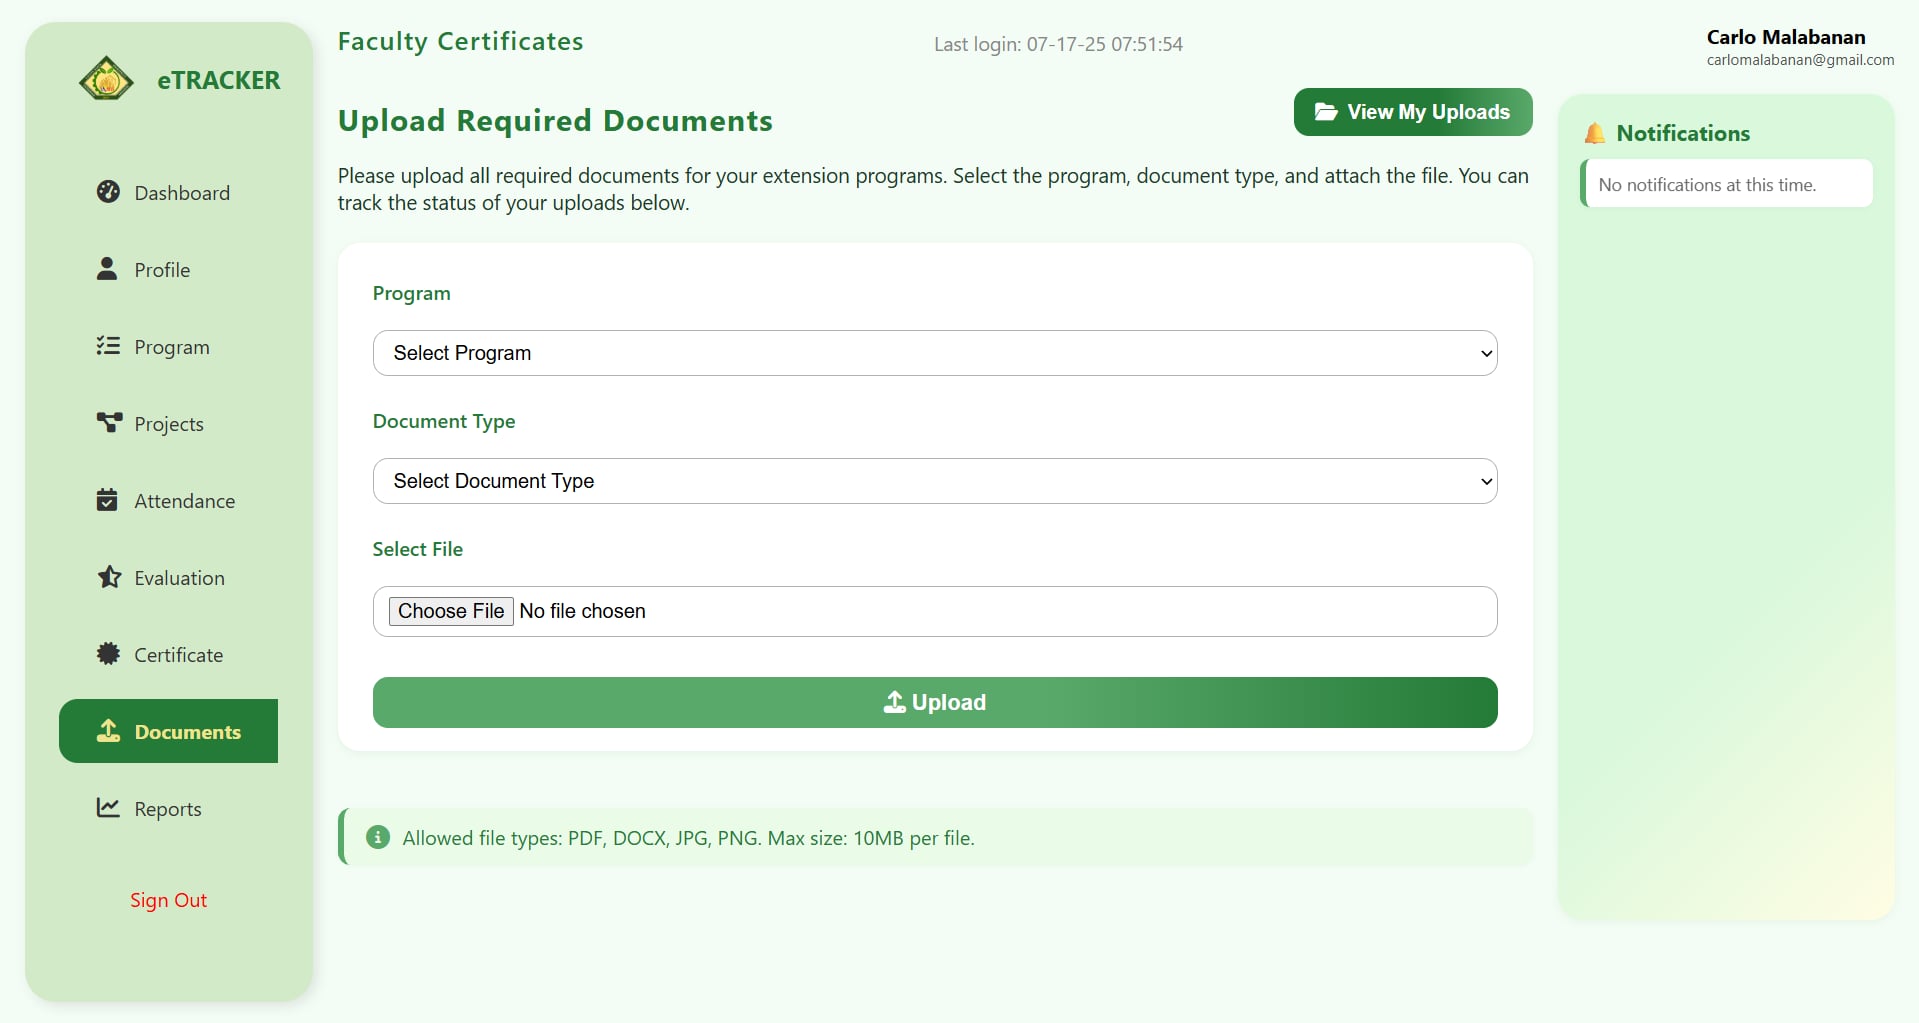 eTRACKER
Dashboard
Profile
Program
Projects
Attendance
Evaluation
Certificate
Documents
Reports
Sign Out
Faculty Certificates
Last login: 07-17-25 07:51:54
Carlo Malabanan
carlomalabanan@gmail.com
Upload Required Documents
View My Uploads
Please upload all required documents for your extension programs. Select the program, document type, and attach the file. You can
track the status of your uploads below.
Program
Select Program
Document Type
Select Document Type
Select File
Choose File No file chosen
Upload
Allowed file types: PDF, DOCX, JPG, PNG. Max size: 10MB per file.
Notifications
No notifications at this time.